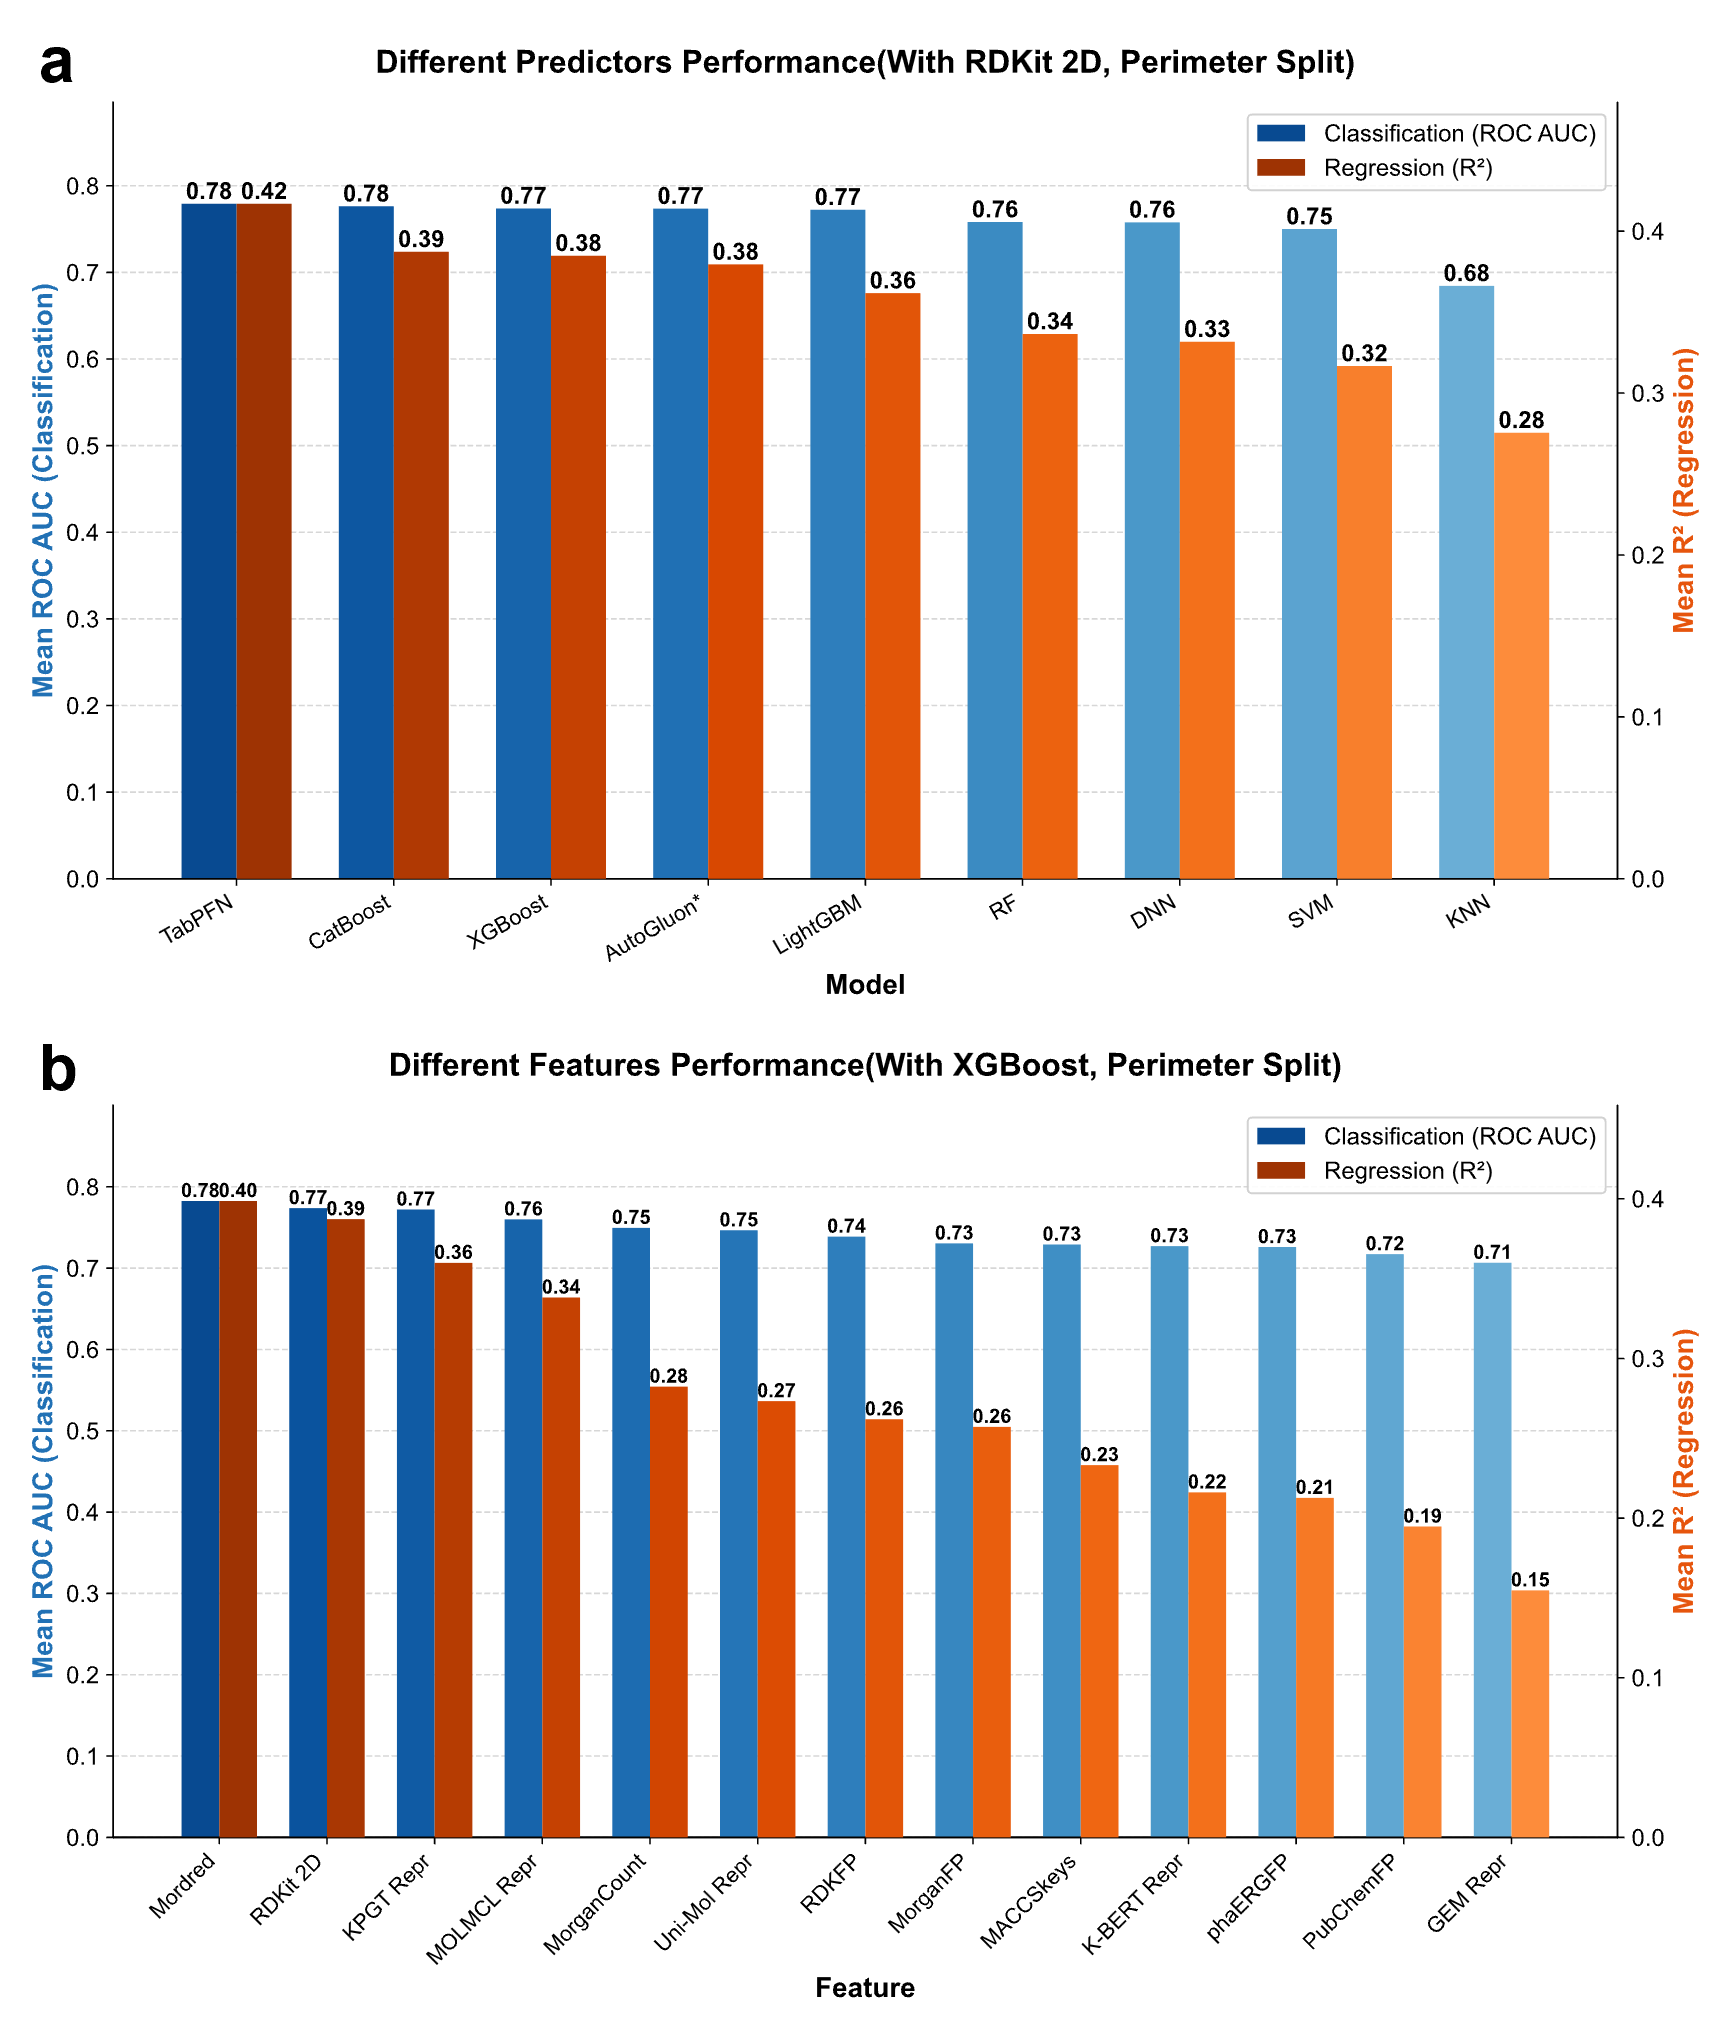 a
Different Predictors Performance(With RDKit 2D, Perimeter Split)
Classification (ROC AUC)
Regression (R²)
Mean ROC AUC (Classification)
0.8
0.7
0.6
0.5
0.4
0.3
0.2
0.1
0.0
0.78 0.42
0.78
0.39
0.77
0.38
0.77
0.38
0.77
0.36
0.76
0.34
0.76
0.33
0.75
0.32
0.68
0.28
0.4
0.3
0.2
0.1
0.0
Mean R² (Regression)
TabPFN
CatBoost
XGBoost
AutoGluon*
LightGBM
RF
DNN
SVM
KNN
Model
b
Different Features Performance(With XGBoost, Perimeter Split)
Classification (ROC AUC)
Regression (R²)
Mean ROC AUC (Classification)
0.8
0.7
0.6
0.5
0.4
0.3
0.2
0.1
0.0
0.78 0.40
0.77
0.39
0.77
0.36
0.76
0.34
0.75
0.28
0.75
0.27
0.74
0.26
0.73
0.26
0.73
0.23
0.73
0.22
0.73
0.21
0.72
0.19
0.71
0.15
0.4
0.3
0.2
0.1
0.0
Mean R² (Regression)
Mordred
RDKit 2D
KPGT Repr
MOLMCL Repr
MorganCount
Uni-Mol Repr
RDKFP
MorganFP
MACCSkeys
K-BERT Repr
phaERGFP
PubChemFP
GEM Repr
Feature